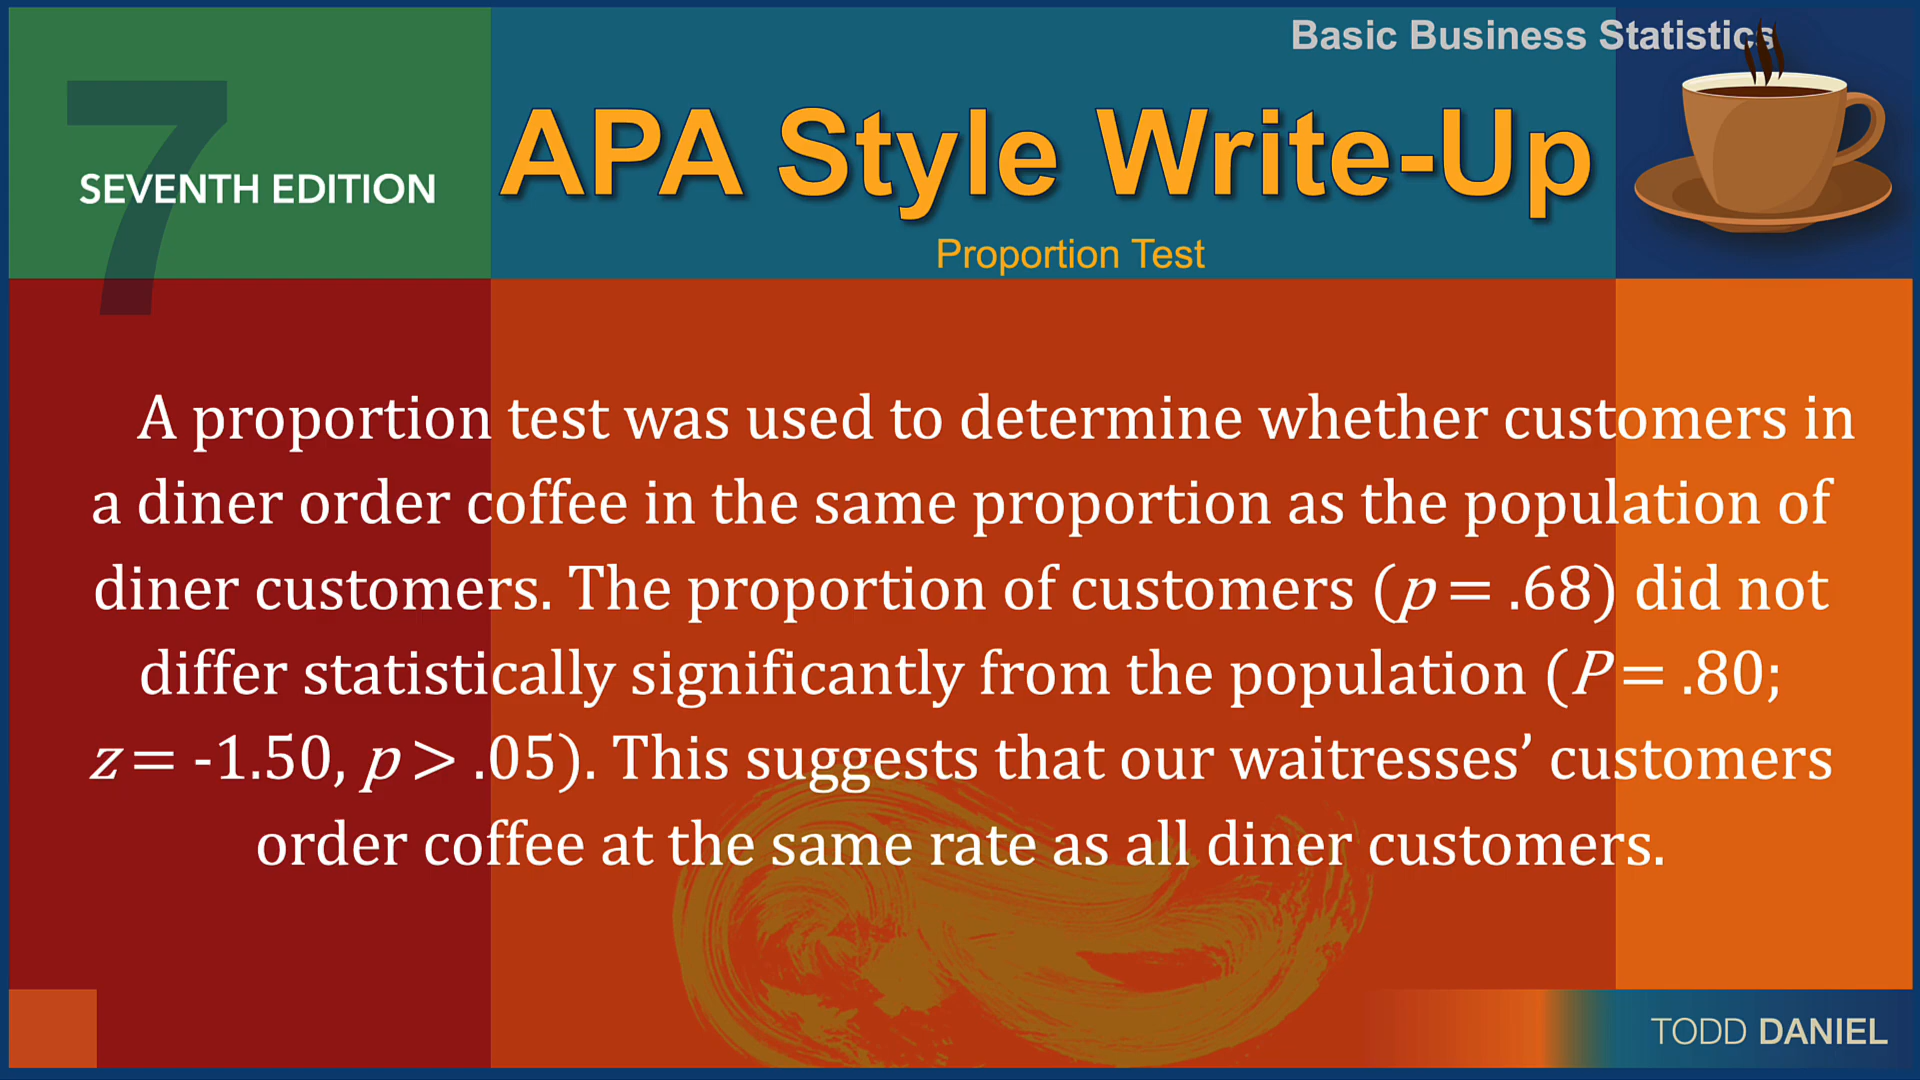 Basic Business Statistics
7
SEVENTH EDITION
APA Style Write-Up
Proportion Test
A proportion test was used to determine whether customers in
a diner order coffee in the same proportion as the population of
diner customers. The proportion of customers (p = .68) did not
differ statistically significantly from the population (P = .80;
z = -1.50, p > .05). This suggests that our waitresses’ customers
order coffee at the same rate as all diner customers.
TODD DANIEL